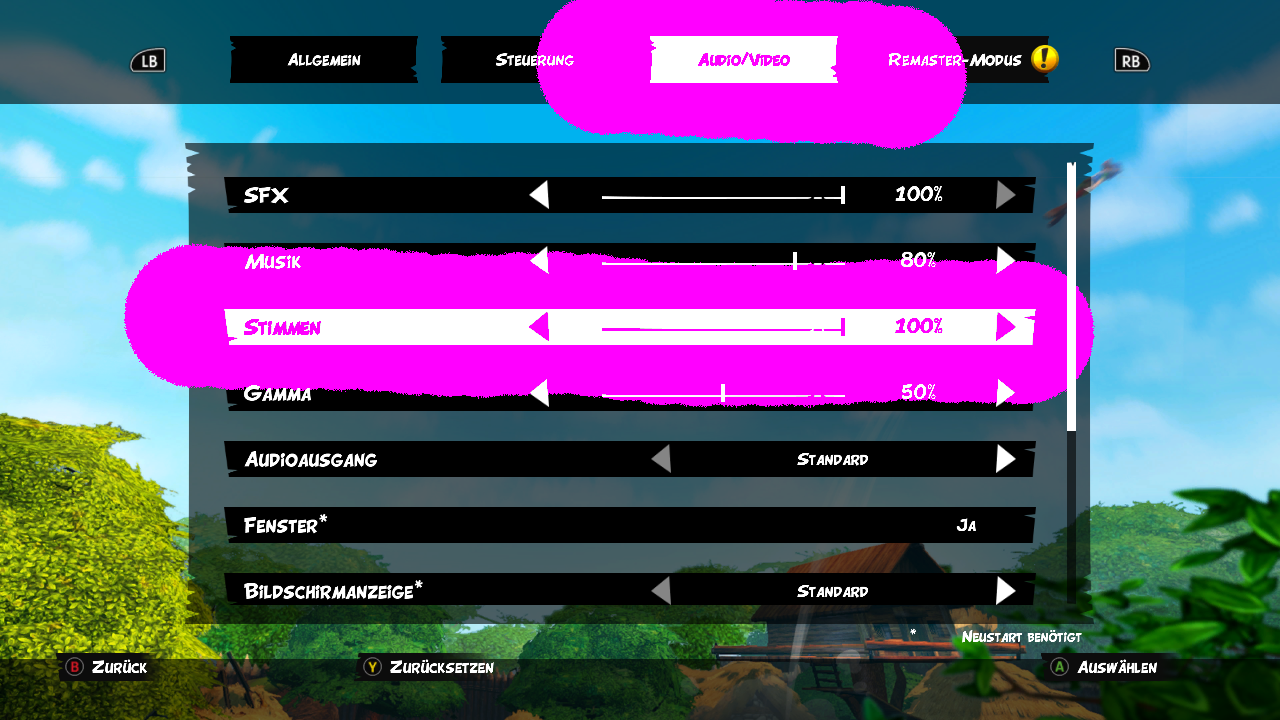 LB
Allgemein
Steuerung
Audio/Video
Remaster-Modus
!
RB
SFX 100%
Musik 80%
Stimmen 100%
Gamma 50%
Audioausgang Standard
Fenster* Ja
Bildschirmanzeige* Standard
* Neustart benötigt
B Zurück
Y Zurücksetzen
A Auswählen